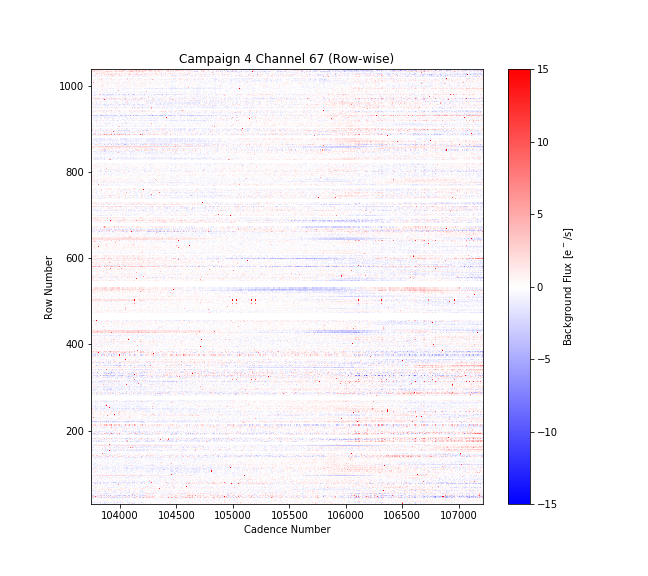 Campaign 4 Channel 67 (Row-wise)
1000
800
600
400
200
Row Number
104000 104500 105000 105500 106000 106500 107000
Cadence Number
15
10
5
0
−5
−10
−15
Background Flux [e⁻/s]